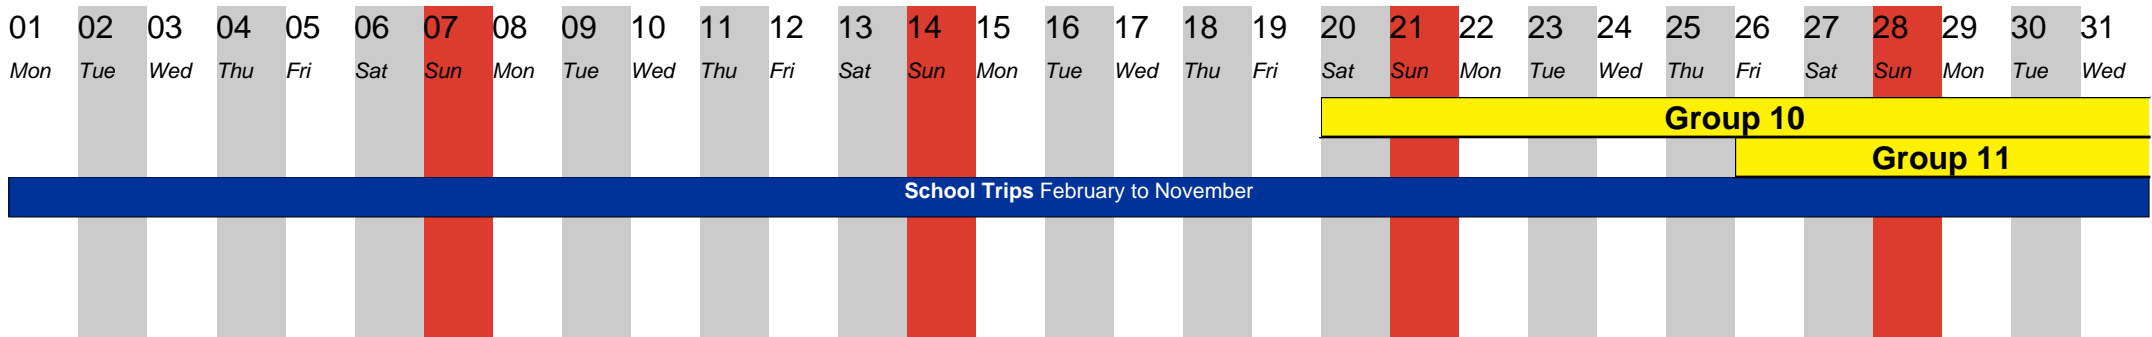 01 02 03 04 05 06 07 08 09 10 11 12 13 14 15 16 17 18 19 20 21 22 23 24 25 26 27 28 29 30 31
Mon Tue Wed Thu Fri Sat Sun Mon Tue Wed Thu Fri Sat Sun Mon Tue Wed Thu Fri Sat Sun Mon Tue Wed Thu Fri Sat Sun Mon Tue Wed
Group 10
Group 11
School Trips February to November